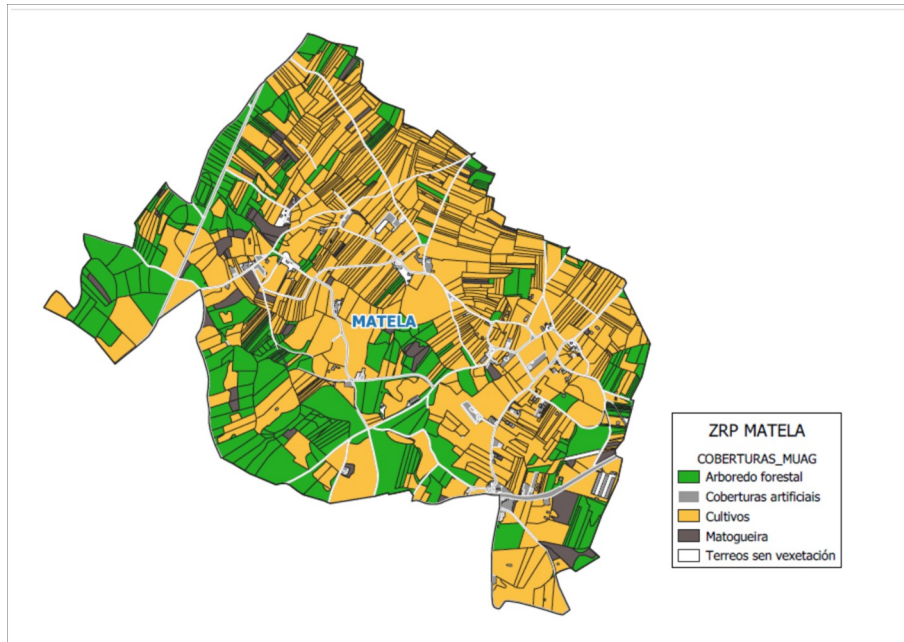 MATELA
ZRP MATELA
COBERTURAS_MUAG
Arboredo forestal
Coberturas artificiais
Cultivos
Matogueira
Terreos sen vexetación